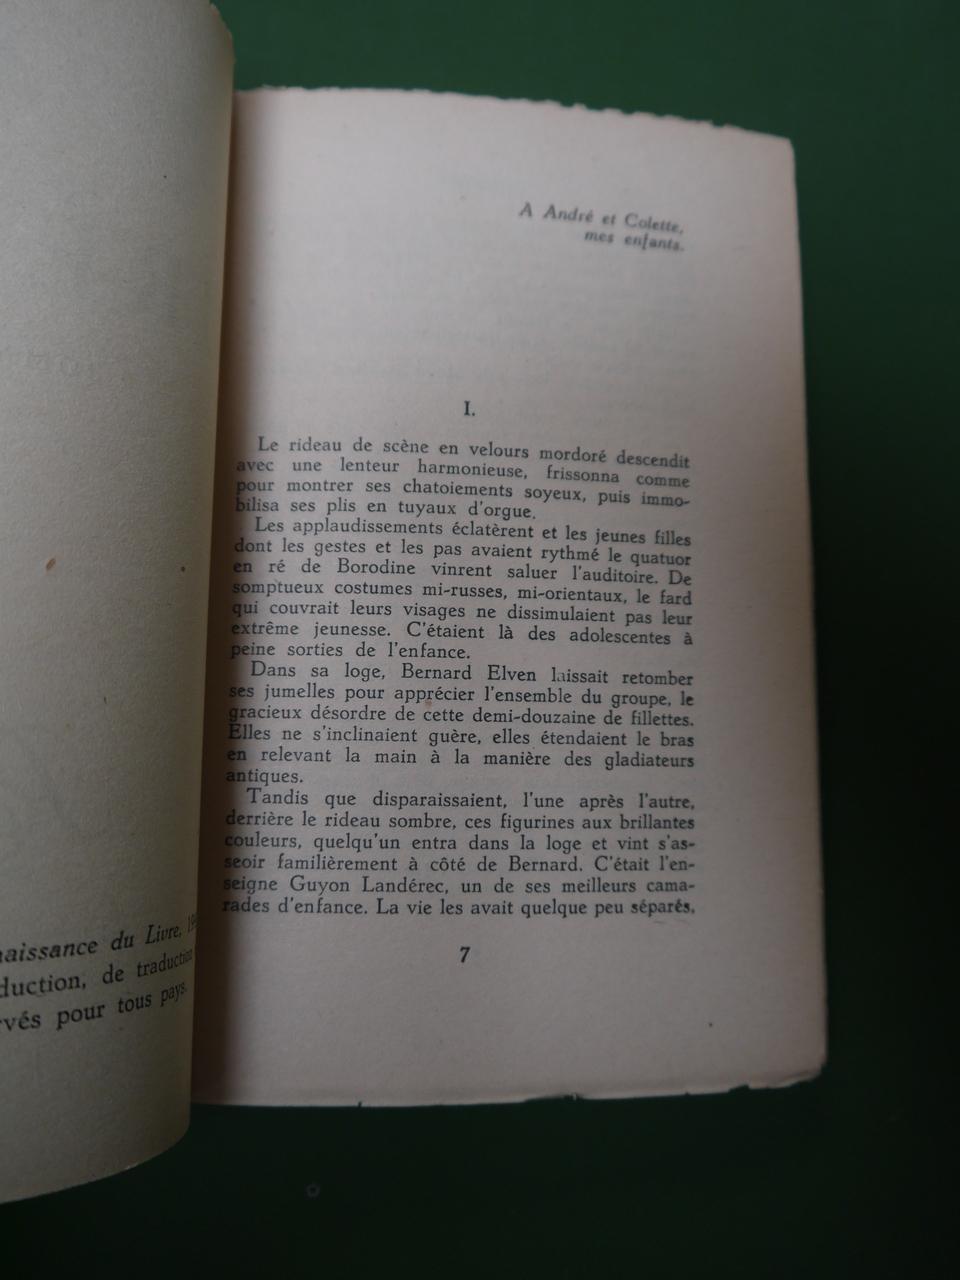 naissance du Livre, 19
duction, de traduction
rvés pour tous pays.
A André et Colette,
mes enfants.
I.
Le rideau de scène en velours mordoré descendit
avec une lenteur harmonieuse, frissonna comme
pour montrer ses chatoiements soyeux, puis immo-
bilisa ses plis en tuyaux d'orgue.
Les applaudissements éclatèrent et les jeunes filles
dont les gestes et les pas avaient rythmé le quatuor
en ré de Borodine vinrent saluer l'auditoire. De
somptueux costumes mi-russes, mi-orientaux, le fard
qui couvrait leurs visages ne dissimulaient pas leur
extrême jeunesse. C'étaient là des adolescentes à
peine sorties de l'enfance.
Dans sa loge, Bernard Elven laissait retomber
ses jumelles pour apprécier l'ensemble du groupe, le
gracieux désordre de cette demi-douzaine de fillettes.
Elles ne s'inclinaient guère, elles étendaient le bras
en relevant la main à la manière des gladiateurs
antiques.
Tandis que disparaissaient, l'une après l'autre,
derrière le rideau sombre, ces figurines aux brillantes
couleurs, quelqu'un entra dans la loge et vint s'as-
seoir familièrement à côté de Bernard. C'était l'en-
seigne Guyon Landérec, un de ses meilleurs cama-
rades d'enfance. La vie les avait quelque peu séparés.
7